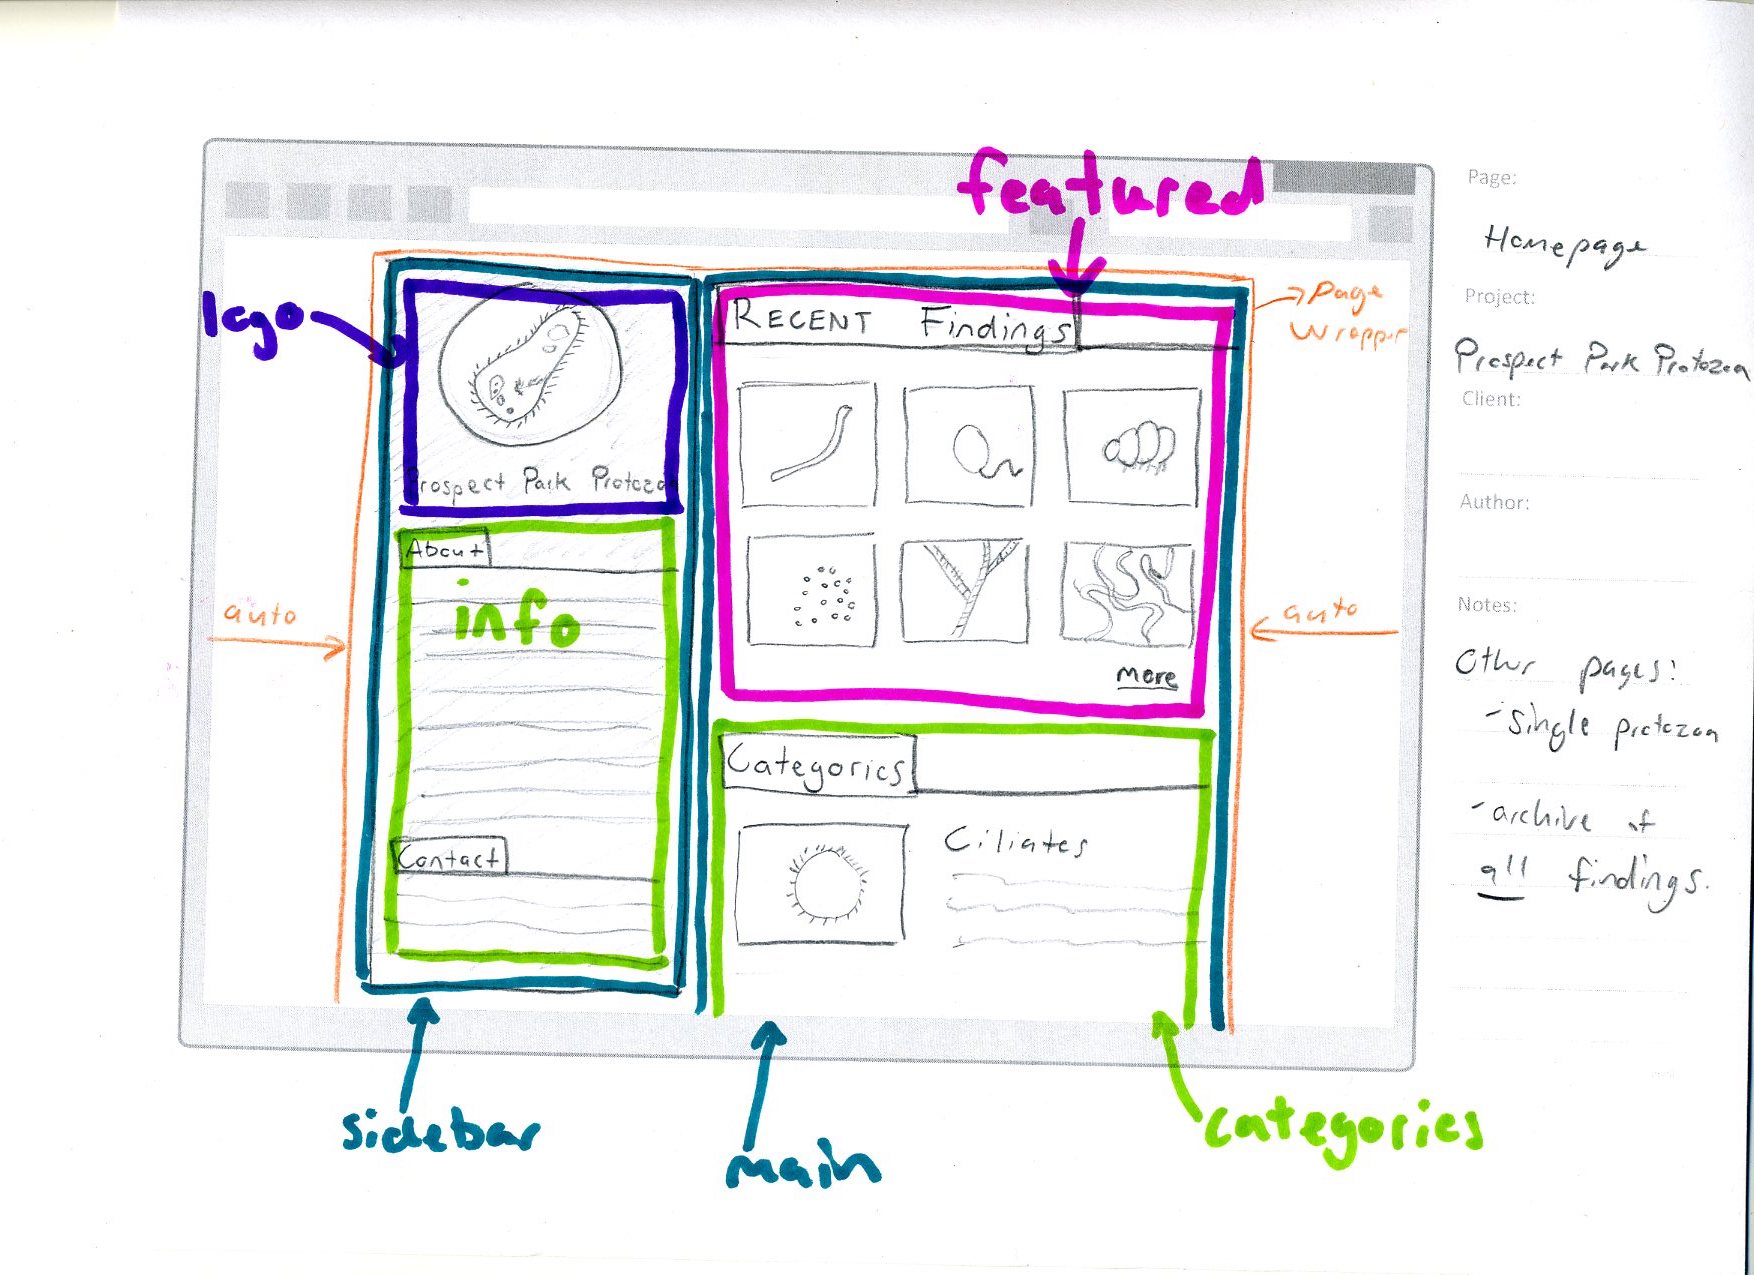 featured
logo
RECENT Findings
Prospect Park Protozoa
About
info
auto
auto
more
Categories
Ciliates
Contact
sidebar
main
categories
Page
Wrapper
Page:
Homepage
Project:
Prospect Park Protozoa
Client:
Author:
Notes:
Other pages:
- Single protozoa
- archive of
all findings.